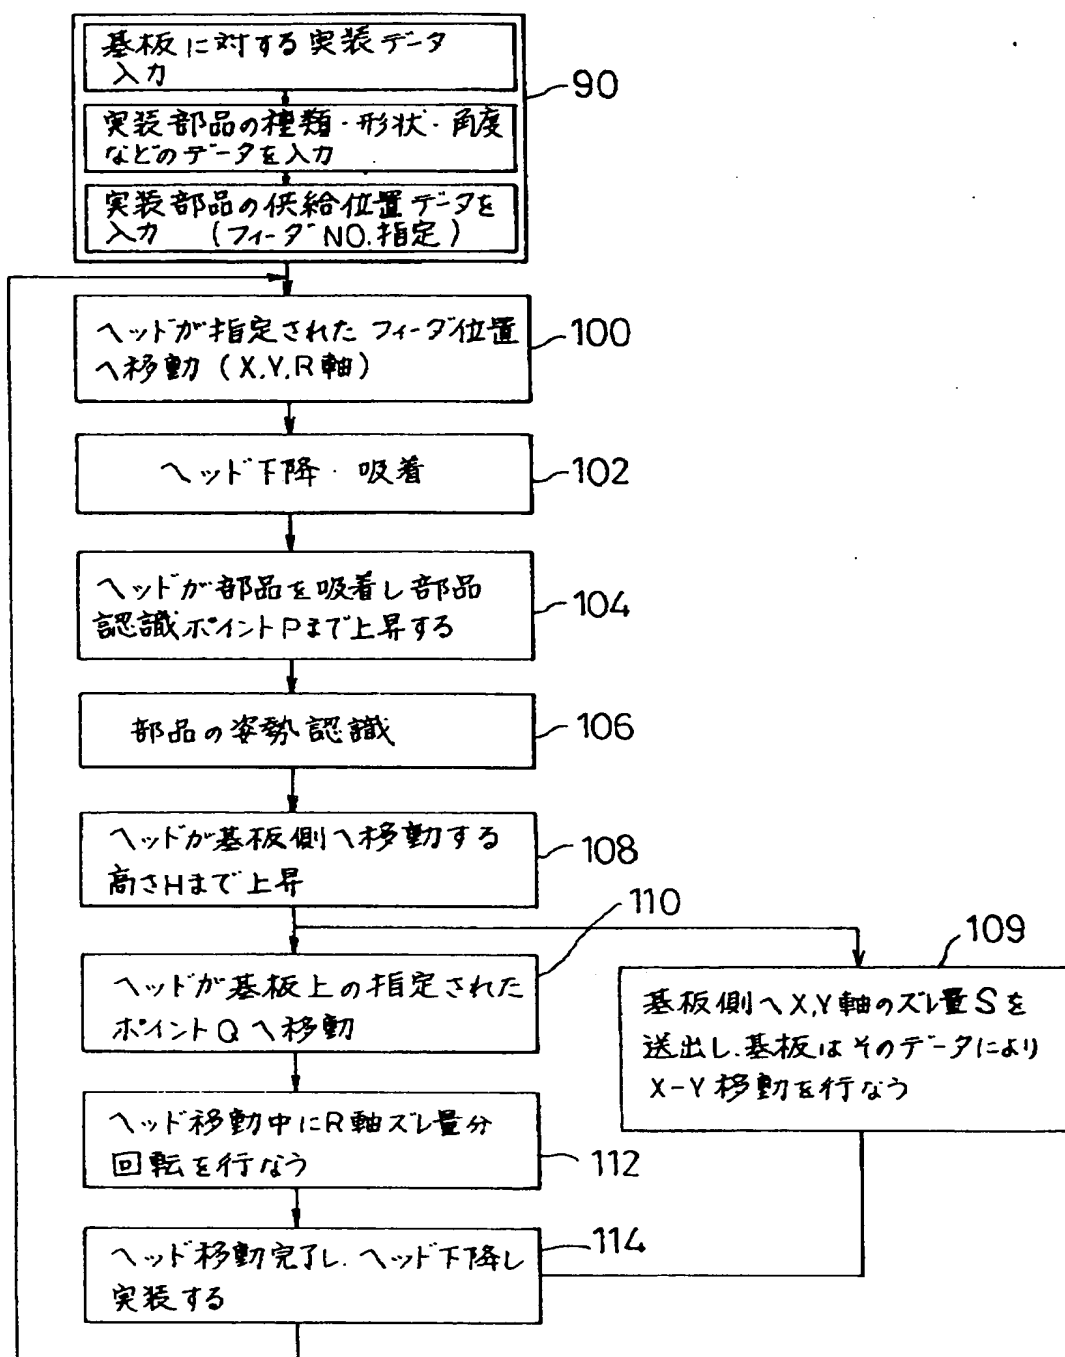 基板に対する実装データ
入力
90
実装部品の種類・形状・角度
などのデータを入力
実装部品の供給位置データを
入力 (フィーダNO.指定)
ヘッドが指定されたフィーダ位置
へ移動(X,Y,R軸)
100
ヘッド下降・吸着
102
ヘッドが部品を吸着し部品
認識ポイントPまで上昇する
104
部品の姿勢認識
106
ヘッドが基板側へ移動する
高さHまで上昇
108
110
109
ヘッドが基板上の指定された
ポイントQへ移動
基板側へX,Y軸のズレ量Sを
送出し.基板はそのデータにより
X-Y移動を行なう
ヘッド移動中にR軸ズレ量分
回転を行なう
112
ヘッド移動完了し.ヘッド下降し
実装する
114